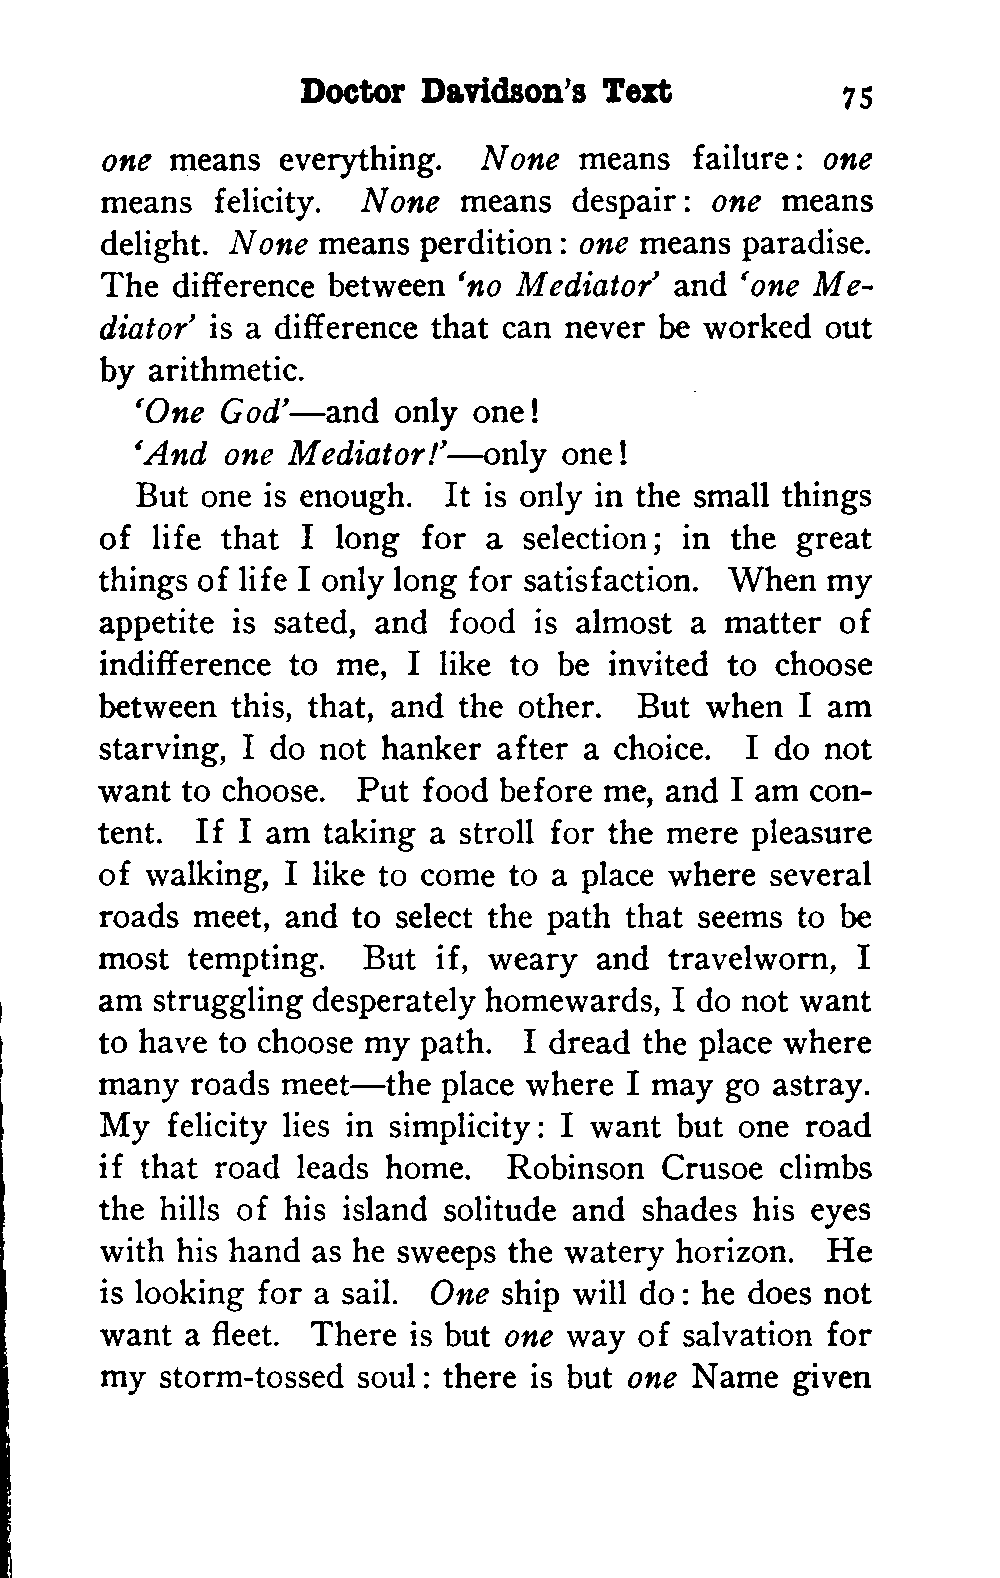 Doctor Davidson's Text 75
one means everything. None means failure: one
means felicity. None means despair: one means
delight. None means perdition: one means paradise.
The difference between 'no Mediator' and 'one Me-
diator' is a difference that can never be worked out
by arithmetic.
'One God'—and only one!
'And one Mediator!'—only one!
But one is enough. It is only in the small things
of life that I long for a selection; in the great
things of life I only long for satisfaction. When my
appetite is sated, and food is almost a matter of
indifference to me, I like to be invited to choose
between this, that, and the other. But when I am
starving, I do not hanker after a choice. I do not
want to choose. Put food before me, and I am con-
tent. If I am taking a stroll for the mere pleasure
of walking, I like to come to a place where several
roads meet, and to select the path that seems to be
most tempting. But if, weary and travelworn, I
am struggling desperately homewards, I do not want
to have to choose my path. I dread the place where
many roads meet—the place where I may go astray.
My felicity lies in simplicity: I want but one road
if that road leads home. Robinson Crusoe climbs
the hills of his island solitude and shades his eyes
with his hand as he sweeps the watery horizon. He
is looking for a sail. One ship will do: he does not
want a fleet. There is but one way of salvation for
my storm-tossed soul: there is but one Name given